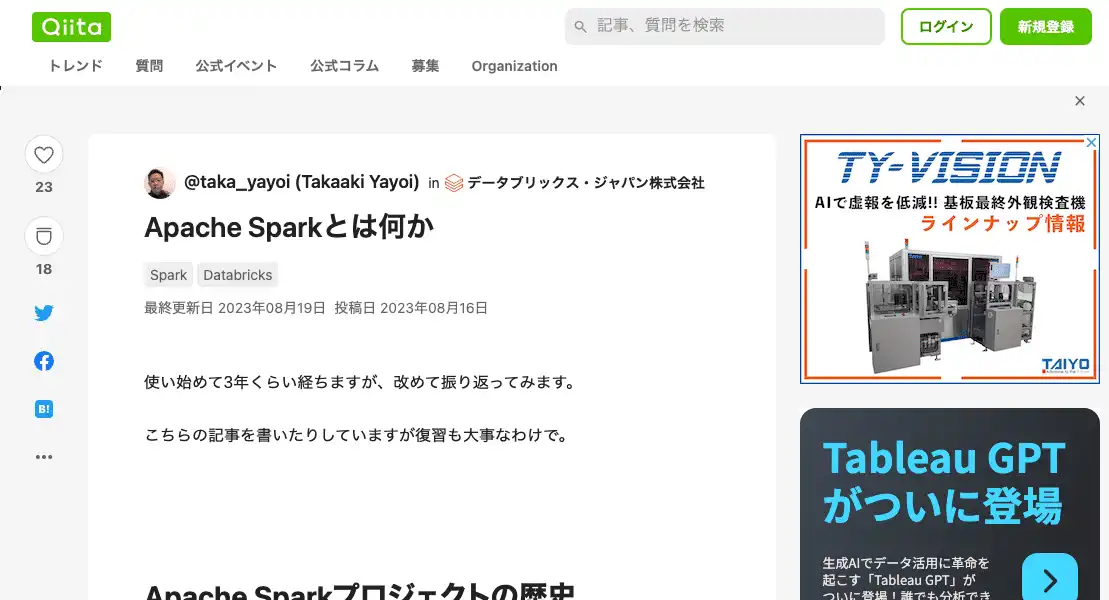 Qiita
記事、質問を検索
ログイン
新規登録
トレンド 質問 公式イベント 公式コラム 募集 Organization
23
18
B!
@taka_yayoi (Takaaki Yayoi) in データブリックス・ジャパン株式会社
Apache Sparkとは何か
Spark Databricks
最終更新日 2023年08月19日 投稿日 2023年08月16日
使い始めて3年くらい経ちますが、改めて振り返ってみます。
こちらの記事を書いたりしていますが復習も大事なわけで。
Apache Sparkプロジェクトの歴史
TY-VISION
AIで虚報を低減!! 基板最終外観検査機
ラインナップ情報
TAIYO
Tableau GPT
がついに登場
生成AIでデータ活用に革命を
起こす「Tableau GPT」が
ついに登場！誰でも分析でき